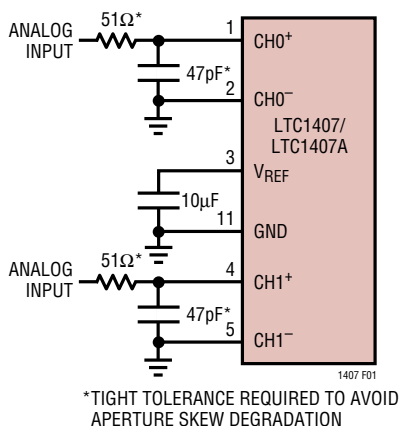 ANALOG
INPUT
51Ω*
47pF*
1
CH0+
2
CH0–
LTC1407/
LTC1407A
3
VREF
10µF
11
GND
ANALOG
INPUT
51Ω*
47pF*
4
CH1+
5
CH1–
1407 F01
*TIGHT TOLERANCE REQUIRED TO AVOID
APERTURE SKEW DEGRADATION